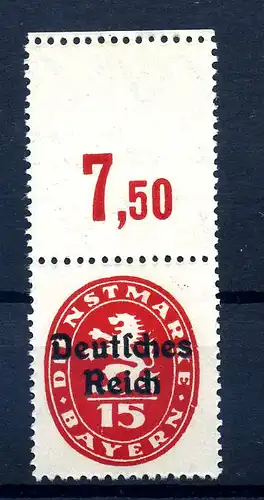 7,50
DIENSTMARKE
Deutſches
Reich
15
BAYERN